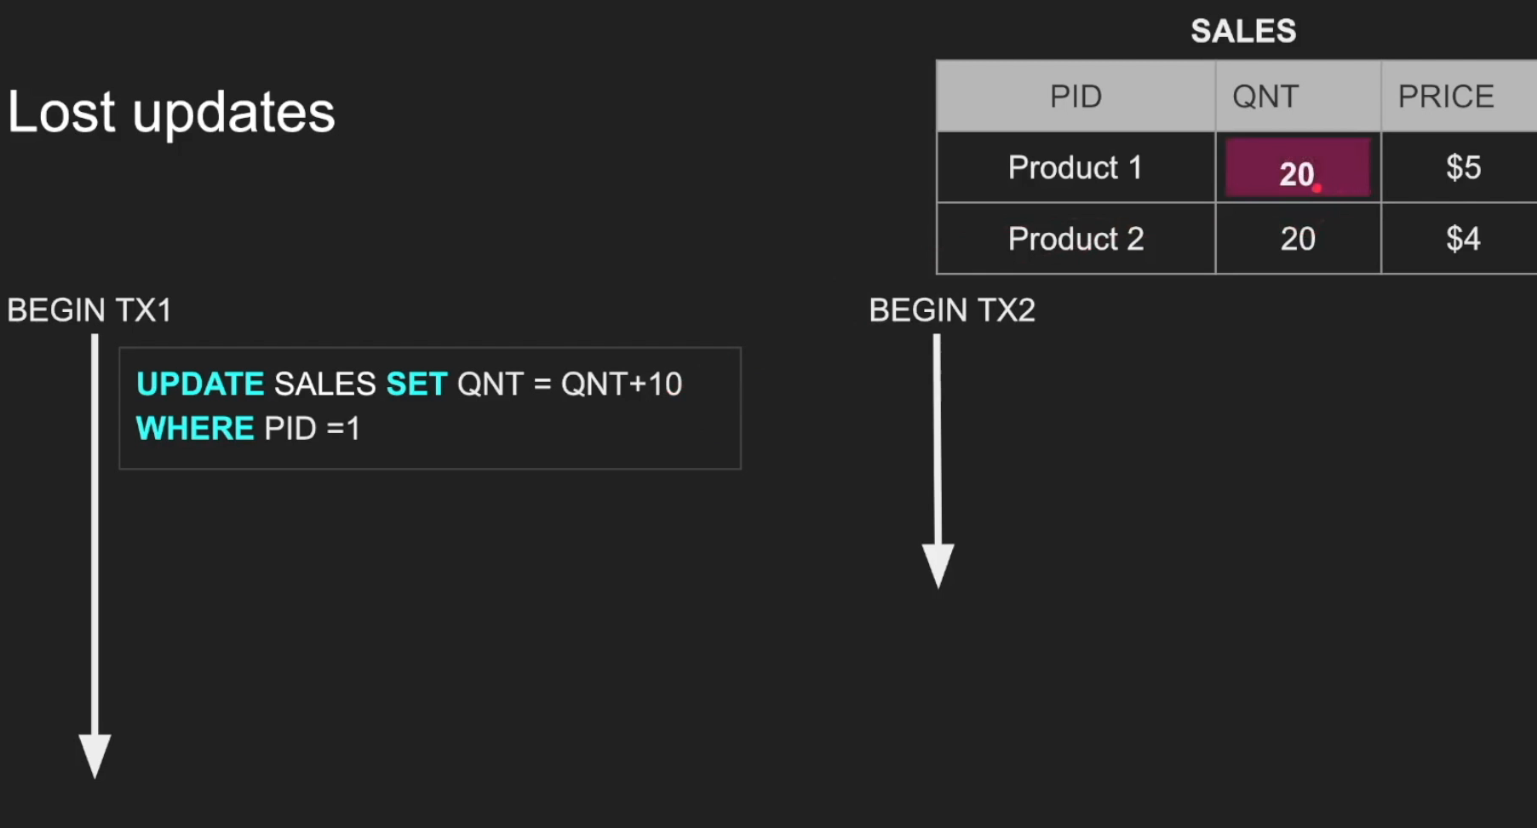 SALES
Lost updates
PID QNT PRICE
Product 1 20 $5
Product 2 20 $4
BEGIN TX1 BEGIN TX2
UPDATE SALES SET QNT = QNT+10
WHERE PID =1